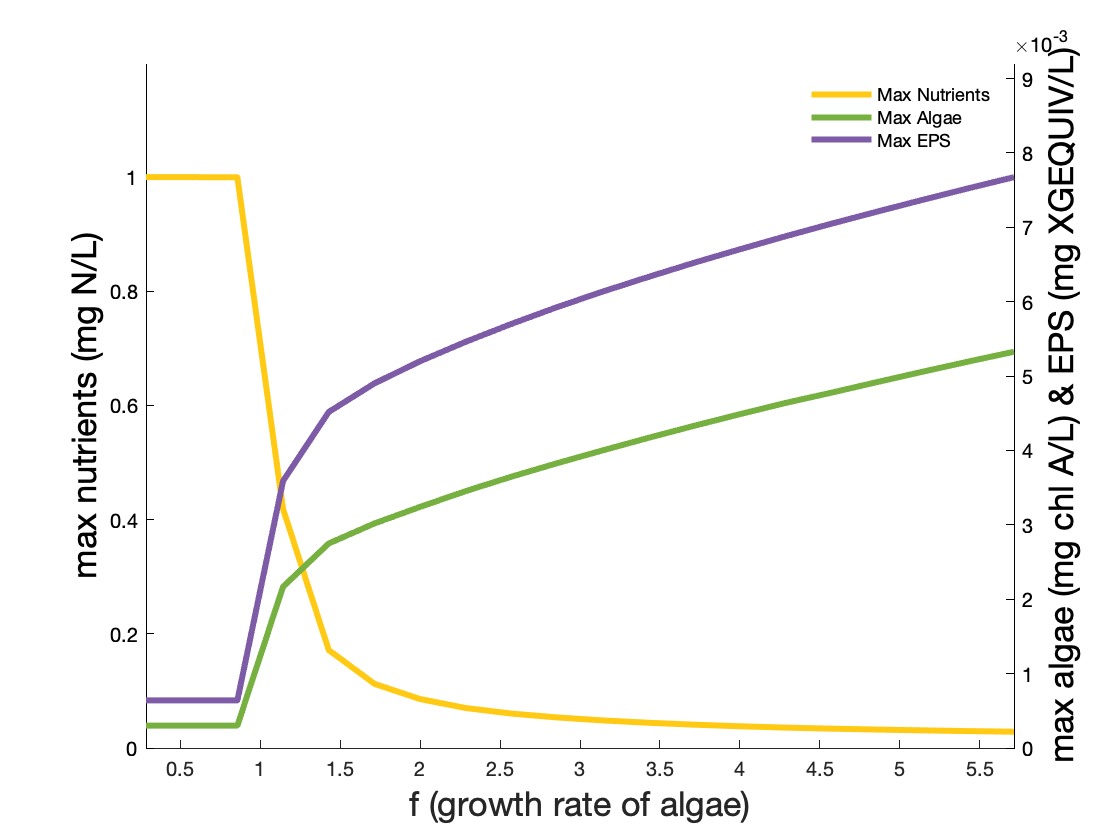 ×10-3
Max Nutrients
Max Algae
Max EPS
max nutrients (mg N/L)
1
0.8
0.6
0.4
0.2
0
9
8
7
6
5
4
3
2
1
0
max algae (mg chl A/L) & EPS (mg XGEQUIV/L)
0.5 1 1.5 2 2.5 3 3.5 4 4.5 5 5.5
f (growth rate of algae)